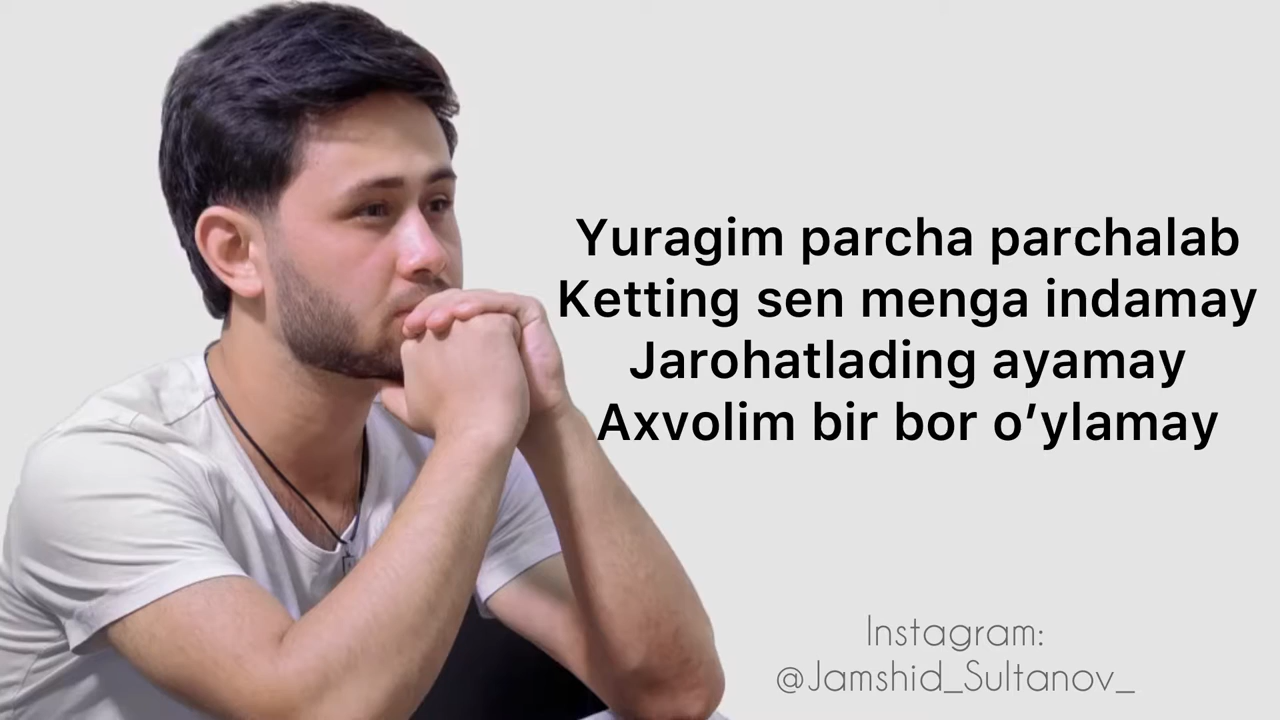 Yuragim parcha parchalab
Ketting sen menga indamay
Jarohatlading ayamay
Axvolim bir bor o’ylamay
Instagram:
@Jamshid_Sultanov_